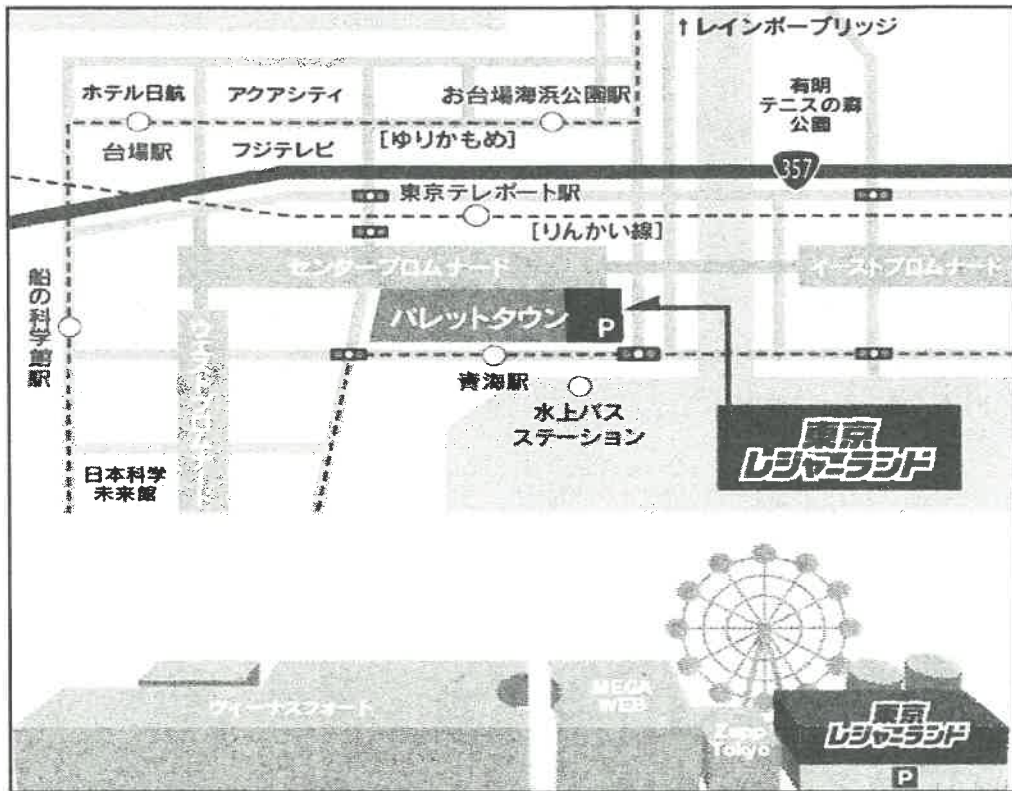 ↑レインボーブリッジ
ホテル日航
アクアシティ
お台場海浜公園駅
有明
テニスの森
公園
台場駅
フジテレビ
[ゆりかもめ]
357
東京テレポート駅
[りんかい線]
センタープロムナード
イーストプロムナード
船の科学館駅
パレットタウン
P
青海駅
水上バス
ステーション
東京
レジャーランド
日本科学
未来館
ヴィーナスフォート
MEGA
WEB
Zepp
Tokyo
東京
レジャーランド
P